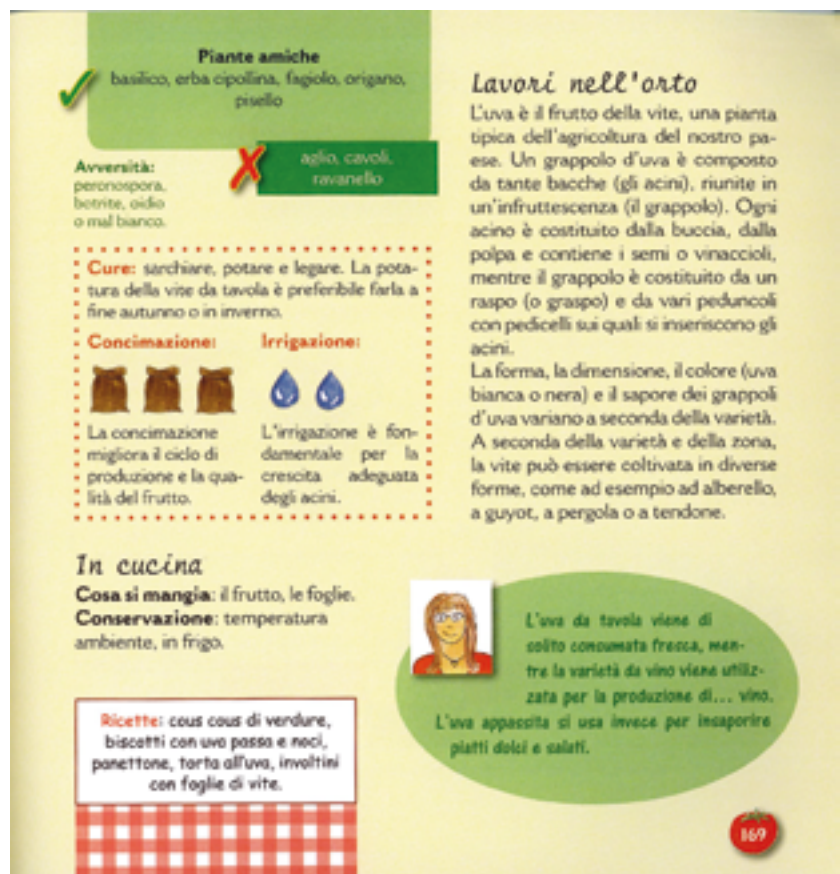 Piante amiche
basilico, erba cipollina, fagiolo, origano,
pisello
aglio, cavoli,
ravanello
Avversità:
peronospora,
botrite, oidio
o mal bianco.
Cure: sarchiare, potare e legare. La pota-
tura della vite da tavola è preferibile farla a
fine autunno o in inverno.
Concimazione:
La concimazione
migliora il ciclo di
produzione e la qua-
lità del frutto.
Irrigazione:
L'irrigazione è fon-
damentale per la
crescita adeguata
degli acini.
In cucina
Cosa si mangia: il frutto, le foglie.
Conservazione: temperatura
ambiente, in frigo.
Ricette: cous cous di verdure,
biscotti con uva passa e noci,
panettone, torta all'uva, involtini
con foglie di vite.
Lavori nell'orto
L'uva è il frutto della vite, una pianta
tipica dell'agricoltura del nostro pa-
ese. Un grappolo d'uva è composto
da tante bacche (gli acini), riunite in
un'infruttescenza (il grappolo). Ogni
acino è costituito dalla buccia, dalla
polpa e contiene i semi o vinaccioli,
mentre il grappolo è costituito da un
raspo (o graspo) e da vari peduncoli
con pedicelli sui quali si inseriscono gli
acini.
La forma, la dimensione, il colore (uva
bianca o nera) e il sapore dei grappoli
d'uva variano a seconda della varietà.
A seconda della varietà e della zona,
la vite può essere coltivata in diverse
forme, come ad esempio ad alberello,
a guyot, a pergola o a tendone.
L'uva da tavola viene di
solito consumata fresca, men-
tre la varietà da vino viene utiliz-
zata per la produzione di... vino.
L'uva appassita si usa invece per insaporire
piatti dolci e salati.
169